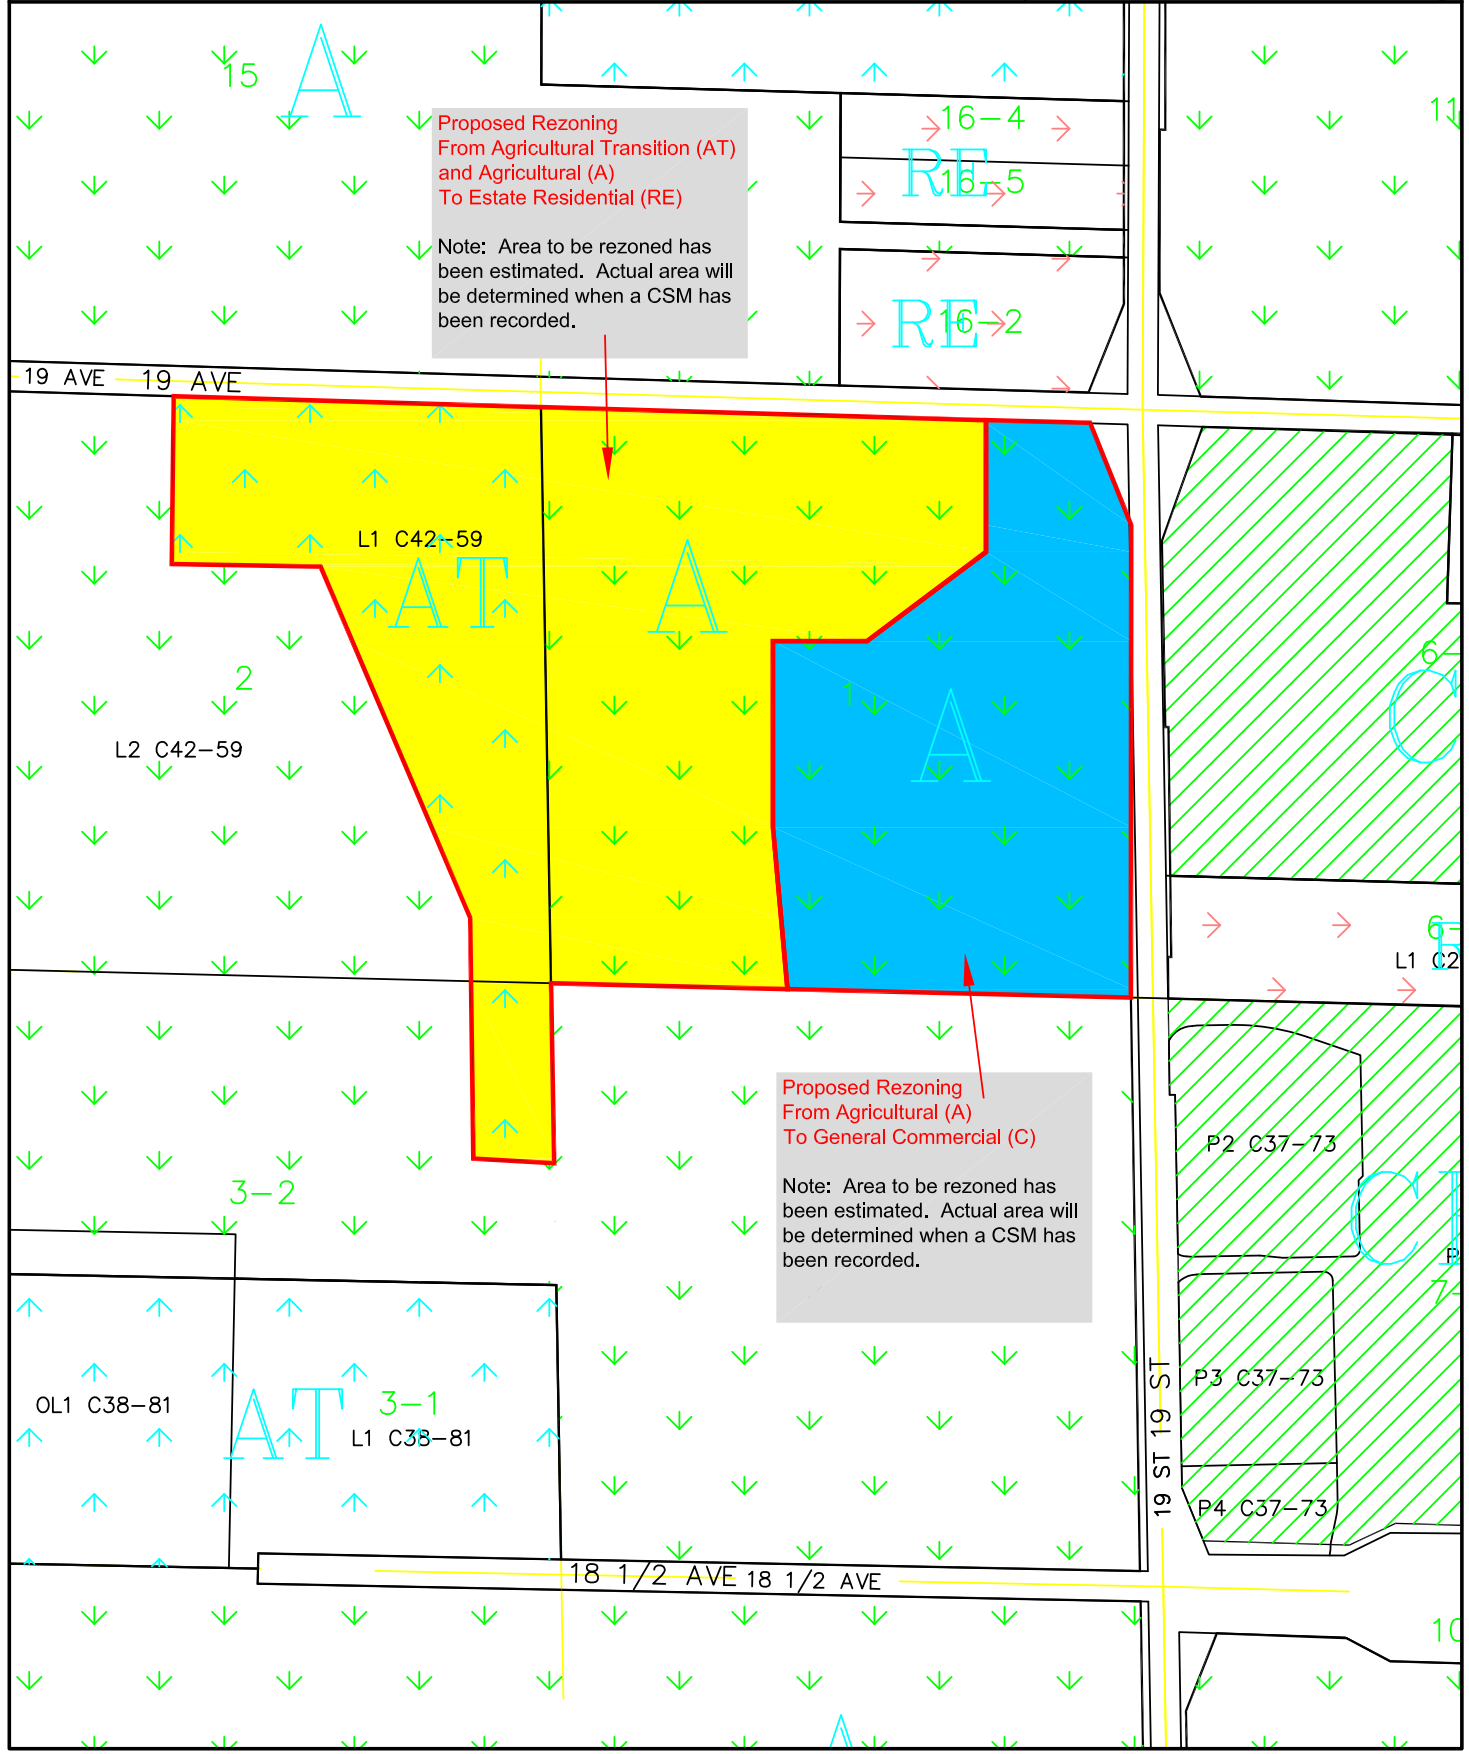 A
15
11
16-4
Proposed Rezoning
From Agricultural Transition (AT)
and Agricultural (A)
To Estate Residential (RE)
Note: Area to be rezoned has
been estimated. Actual area will
be determined when a CSM has
been recorded.
RE
16-5
RE
16-2
19 AVE
19 AVE
L1 C42-59
AT
A
2
L2 C42-59
1
A
6-
C
6-
L1 C2
Proposed Rezoning
From Agricultural (A)
To General Commercial (C)
Note: Area to be rezoned has
been estimated. Actual area will
be determined when a CSM has
been recorded.
P2 C37-73
3-2
C
7-
OL1 C38-81
AT
3-1
L1 C38-81
19 ST
19 ST
P3 C37-73
P4 C37-73
18 1/2 AVE
18 1/2 AVE
10
A